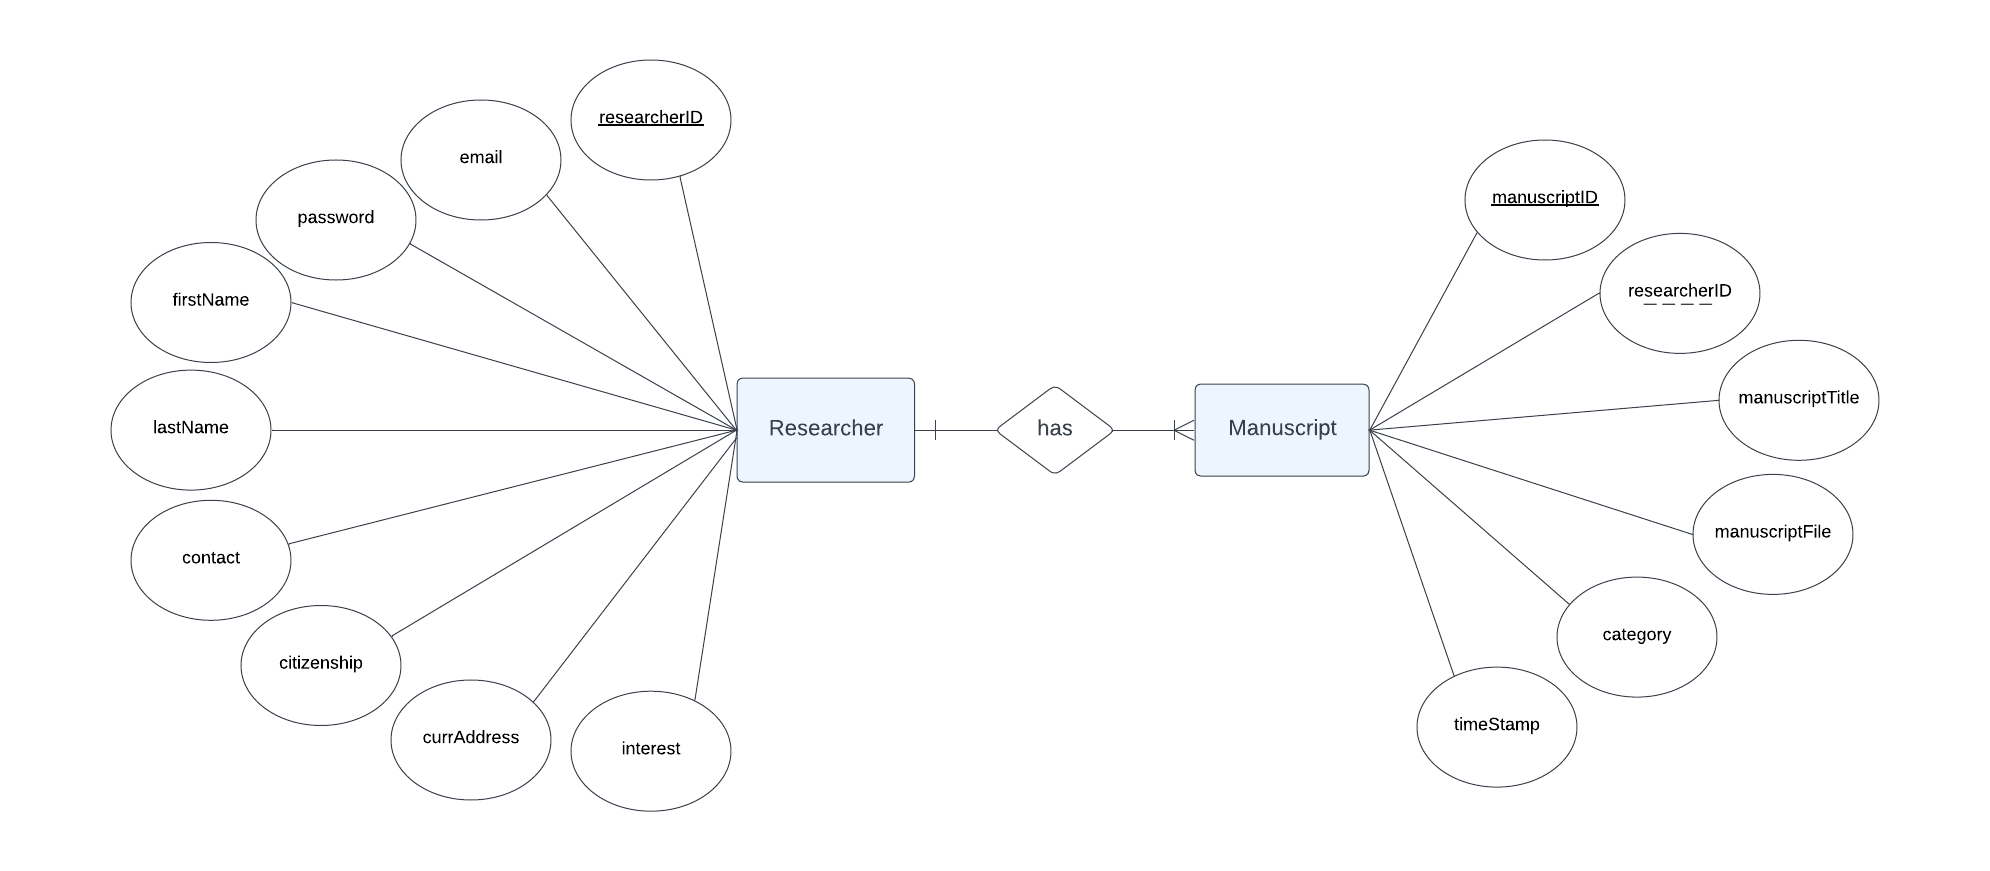 researcherID
email
password
firstName
lastName
contact
citizenship
currAddress
interest
Researcher
has
Manuscript
manuscriptID
researcherID
manuscriptTitle
manuscriptFile
category
timeStamp